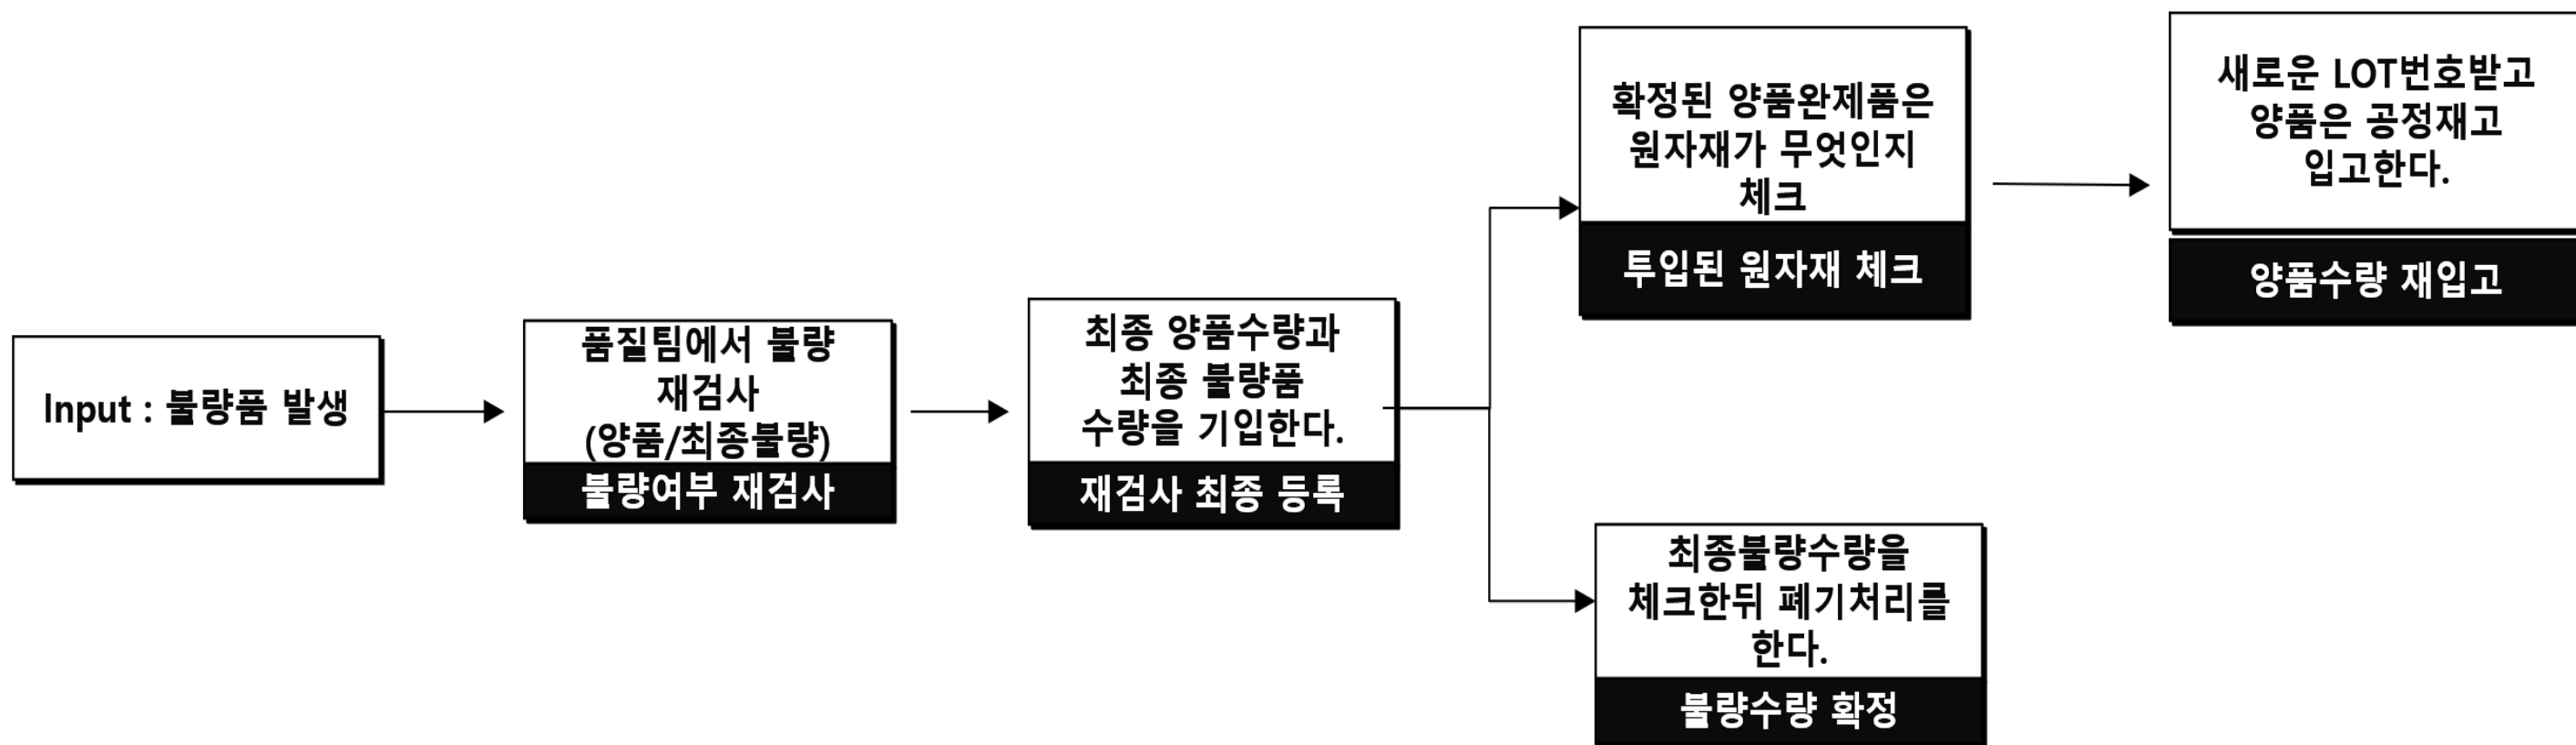 Input : 불량품 발생
품질팀에서 불량
재검사
(양품/최종불량)
불량여부 재검사
최종 양품수량과
최종 불량품
수량을 기입한다.
재검사 최종 등록
확정된 양품완제품은
원자재가 무엇인지
체크
투입된 원자재 체크
새로운 LOT번호받고
양품은 공정재고
입고한다.
양품수량 재입고
최종불량수량을
체크한뒤 폐기처리를
한다.
불량수량 확정